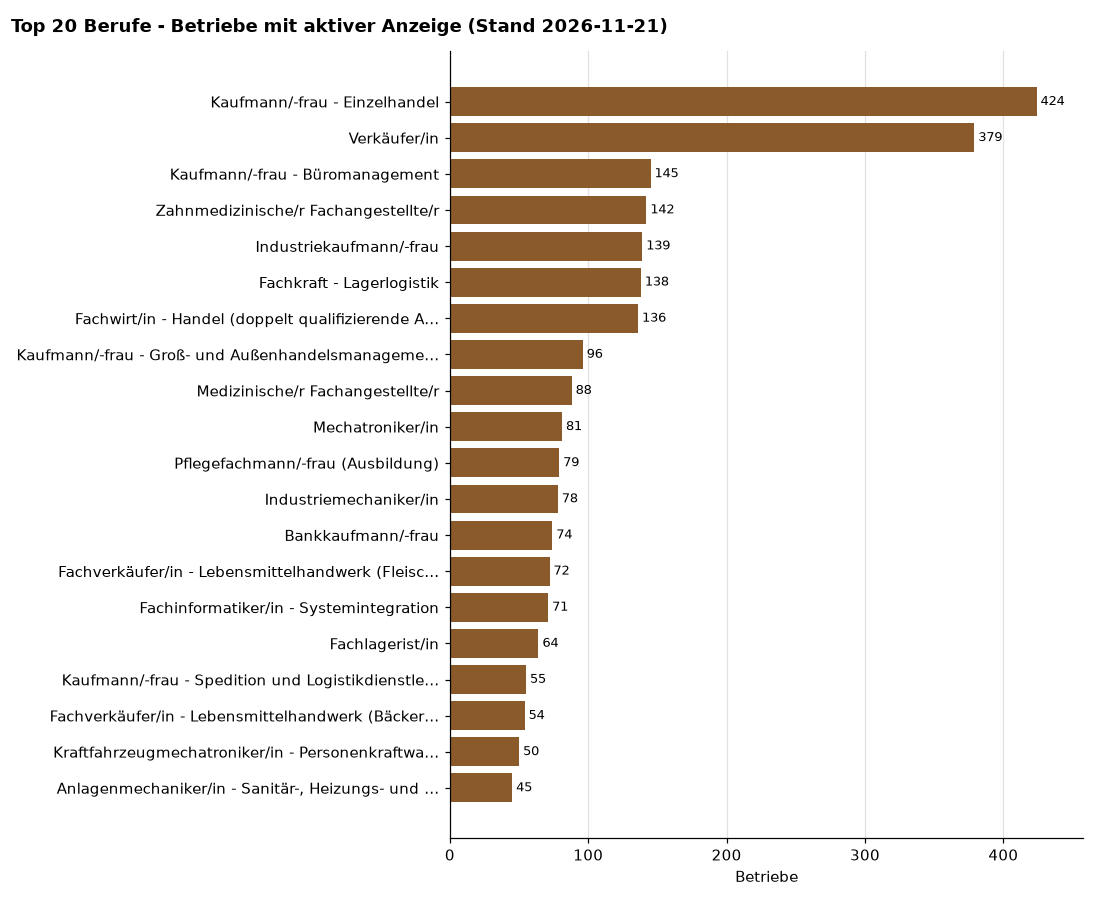 Top 20 Berufe - Betriebe mit aktiver Anzeige (Stand 2026-11-21)
Kaufmann/-frau - Einzelhandel 424
Verkäufer/in 379
Kaufmann/-frau - Büromanagement 145
Zahnmedizinische/r Fachangestellte/r 142
Industriekaufmann/-frau 139
Fachkraft - Lagerlogistik 138
Fachwirt/in - Handel (doppelt qualifizierende A… 136
Kaufmann/-frau - Groß- und Außenhandelsmanageme… 96
Medizinische/r Fachangestellte/r 88
Mechatroniker/in 81
Pflegefachmann/-frau (Ausbildung) 79
Industriemechaniker/in 78
Bankkaufmann/-frau 74
Fachverkäufer/in - Lebensmittelhandwerk (Fleisc… 72
Fachinformatiker/in - Systemintegration 71
Fachlagerist/in 64
Kaufmann/-frau - Spedition und Logistikdienstle… 55
Fachverkäufer/in - Lebensmittelhandwerk (Bäcker… 54
Kraftfahrzeugmechatroniker/in - Personenkraftwa… 50
Anlagenmechaniker/in - Sanitär-, Heizungs- und … 45
0 100 200 300 400
Betriebe